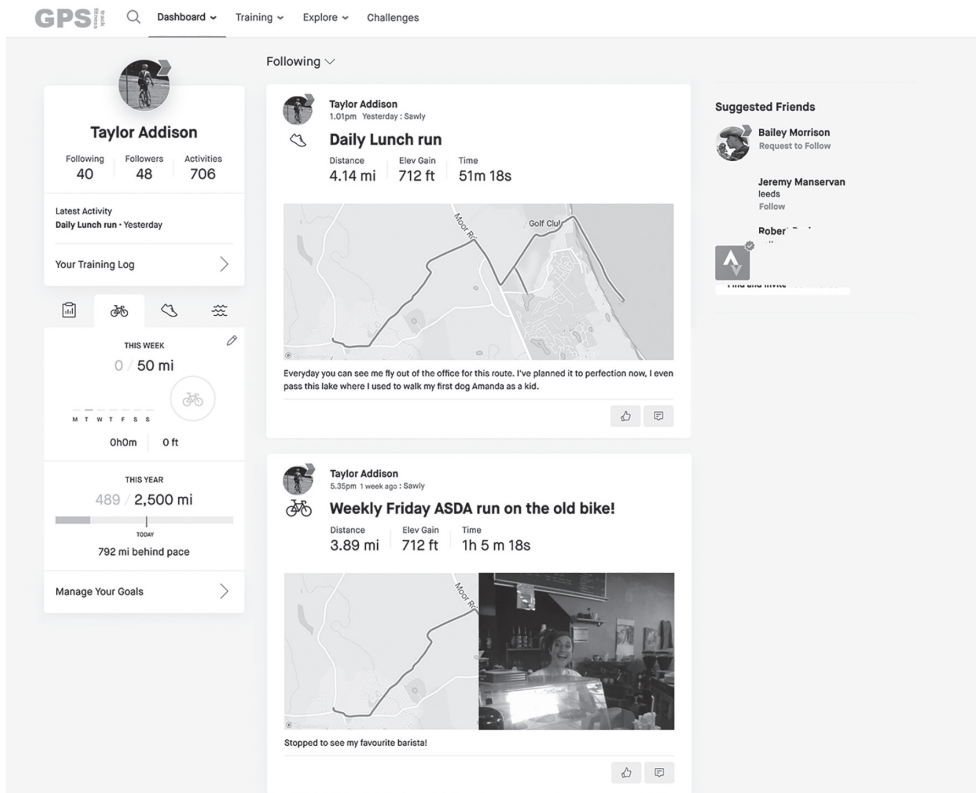 GPS fitness track
Dashboard Training Explore Challenges
Following
Taylor Addison
Following Followers Activities
40 48 706
Latest Activity
Daily Lunch run • Yesterday
Your Training Log
THIS WEEK
0 / 50 mi
M T W T F S S
0h0m 0 ft
THIS YEAR
489 / 2,500 mi
TODAY
792 mi behind pace
Manage Your Goals
Taylor Addison
1.01pm Yesterday : Sawly
Daily Lunch run
Distance Elev Gain Time
4.14 mi 712 ft 51m 18s
Moor
Golf Club
Everyday you can see me fly out of the office for this route. I've planned it to perfection now, I even
pass this lake where I used to walk my first dog Amanda as a kid.
Taylor Addison
5.35pm 1 week ago : Sawly
Weekly Friday ASDA run on the old bike!
Distance Elev Gain Time
3.89 mi 712 ft 1h 5 m 18s
Moor
Stopped to see my favourite barista!
Suggested Friends
Bailey Morrison
Request to Follow
Jeremy Manservan
leeds
Follow